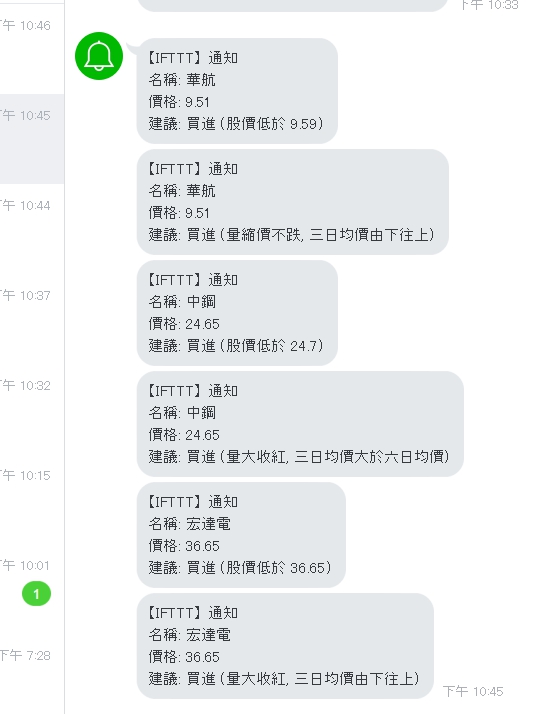 下午 10:33
下午 10:46
下午 10:45
下午 10:44
下午 10:37
下午 10:32
下午 10:15
下午 10:01
1
下午 7:28
【IFTTT】通知
名稱: 華航
價格: 9.51
建議: 買進 (股價低於 9.59)
【IFTTT】通知
名稱: 華航
價格: 9.51
建議: 買進 (量縮價不跌, 三日均價由下往上)
【IFTTT】通知
名稱: 中鋼
價格: 24.65
建議: 買進 (股價低於 24.7)
【IFTTT】通知
名稱: 中鋼
價格: 24.65
建議: 買進 (量大收紅, 三日均價大於六日均價)
【IFTTT】通知
名稱: 宏達電
價格: 36.65
建議: 買進 (股價低於 36.65)
【IFTTT】通知
名稱: 宏達電
價格: 36.65
建議: 買進 (量大收紅, 三日均價由下往上)
下午 10:45